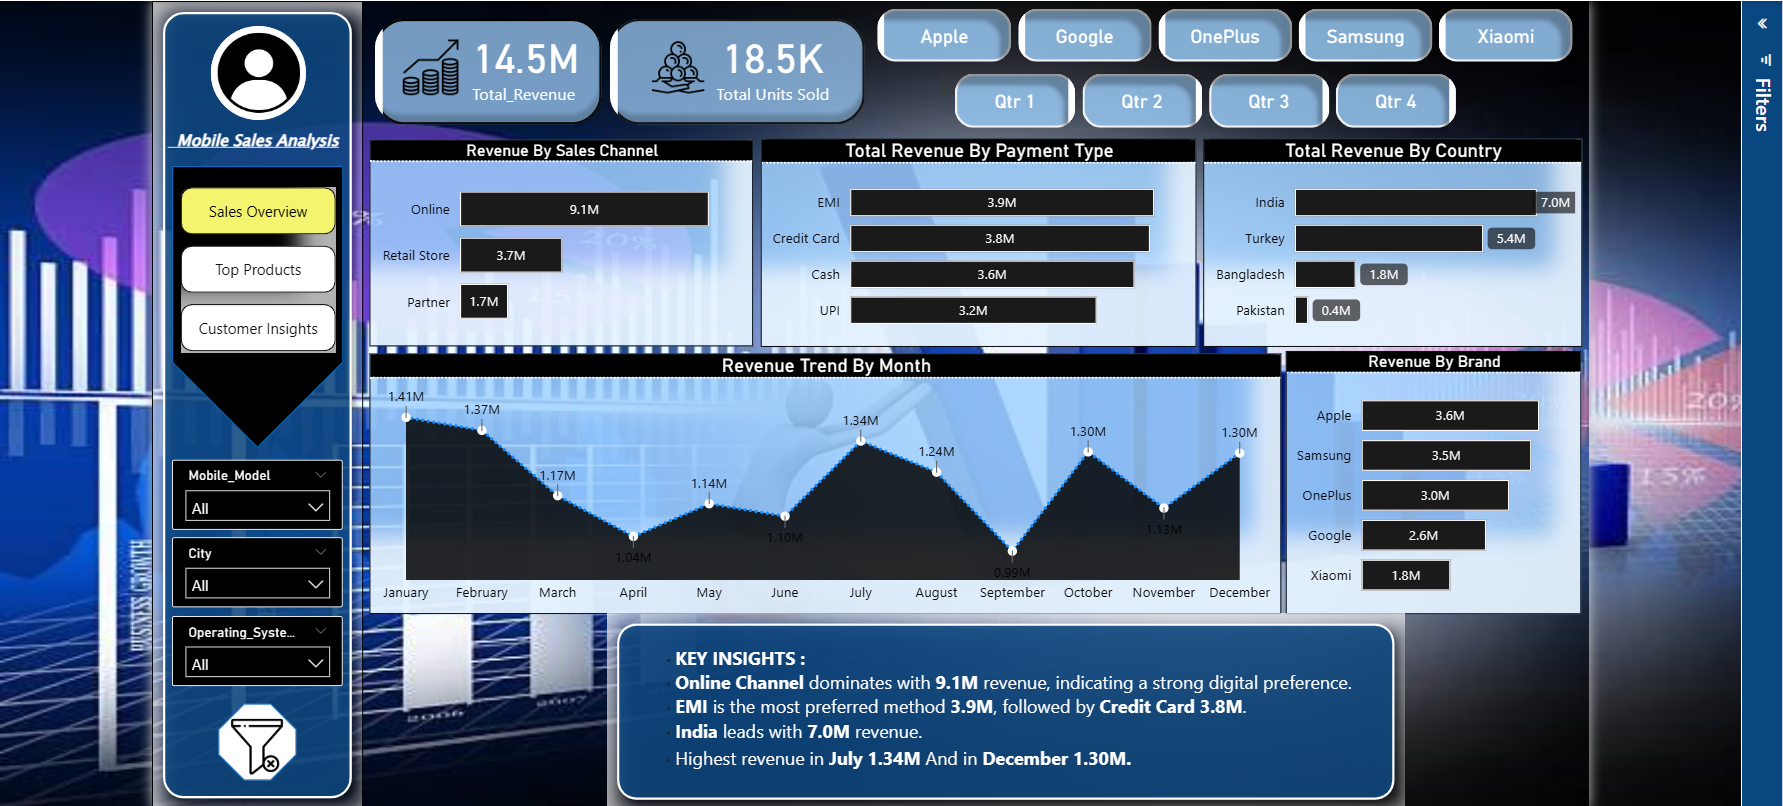 Mobile Sales Analysis
Sales Overview
Top Products
Customer Insights
Mobile_Model
All
City
All
Operating_Syste...
All
14.5M
Total_Revenue
18.5K
Total Units Sold
Apple
Google
OnePlus
Samsung
Xiaomi
Qtr 1
Qtr 2
Qtr 3
Qtr 4
Filters
Revenue By Sales Channel
Online 9.1M
Retail Store 3.7M
Partner 1.7M
Total Revenue By Payment Type
EMI 3.9M
Credit Card 3.8M
Cash 3.6M
UPI 3.2M
Total Revenue By Country
India 7.0M
Turkey 5.4M
Bangladesh 1.8M
Pakistan 0.4M
Revenue Trend By Month
1.41M
1.37M
1.17M
1.04M
1.14M
1.10M
1.34M
1.24M
0.99M
1.30M
1.13M
1.30M
January February March April May June July August September October November December
Revenue By Brand
Apple 3.6M
Samsung 3.5M
OnePlus 3.0M
Google 2.6M
Xiaomi 1.8M
KEY INSIGHTS :
Online Channel dominates with 9.1M revenue, indicating a strong digital preference.
EMI is the most preferred method 3.9M, followed by Credit Card 3.8M.
India leads with 7.0M revenue.
Highest revenue in July 1.34M And in December 1.30M.
BUSINESS GROWTH
2006
2007
20%
15%
20%
15%